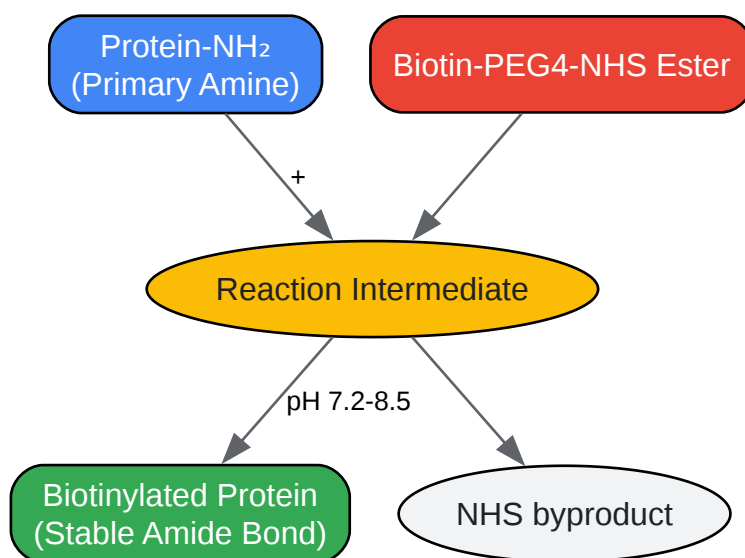 Protein-NH₂
(Primary Amine)
Biotin-PEG4-NHS Ester
+
Reaction Intermediate
pH 7.2-8.5
Biotinylated Protein
(Stable Amide Bond)
NHS byproduct